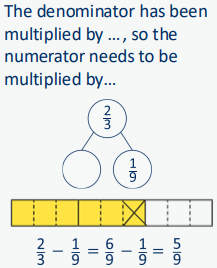 The denominator has been
multiplied by ..., so the
numerator needs to be
multiplied by...
2/3
1/9
2/3 − 1/9 = 6/9 − 1/9 = 5/9